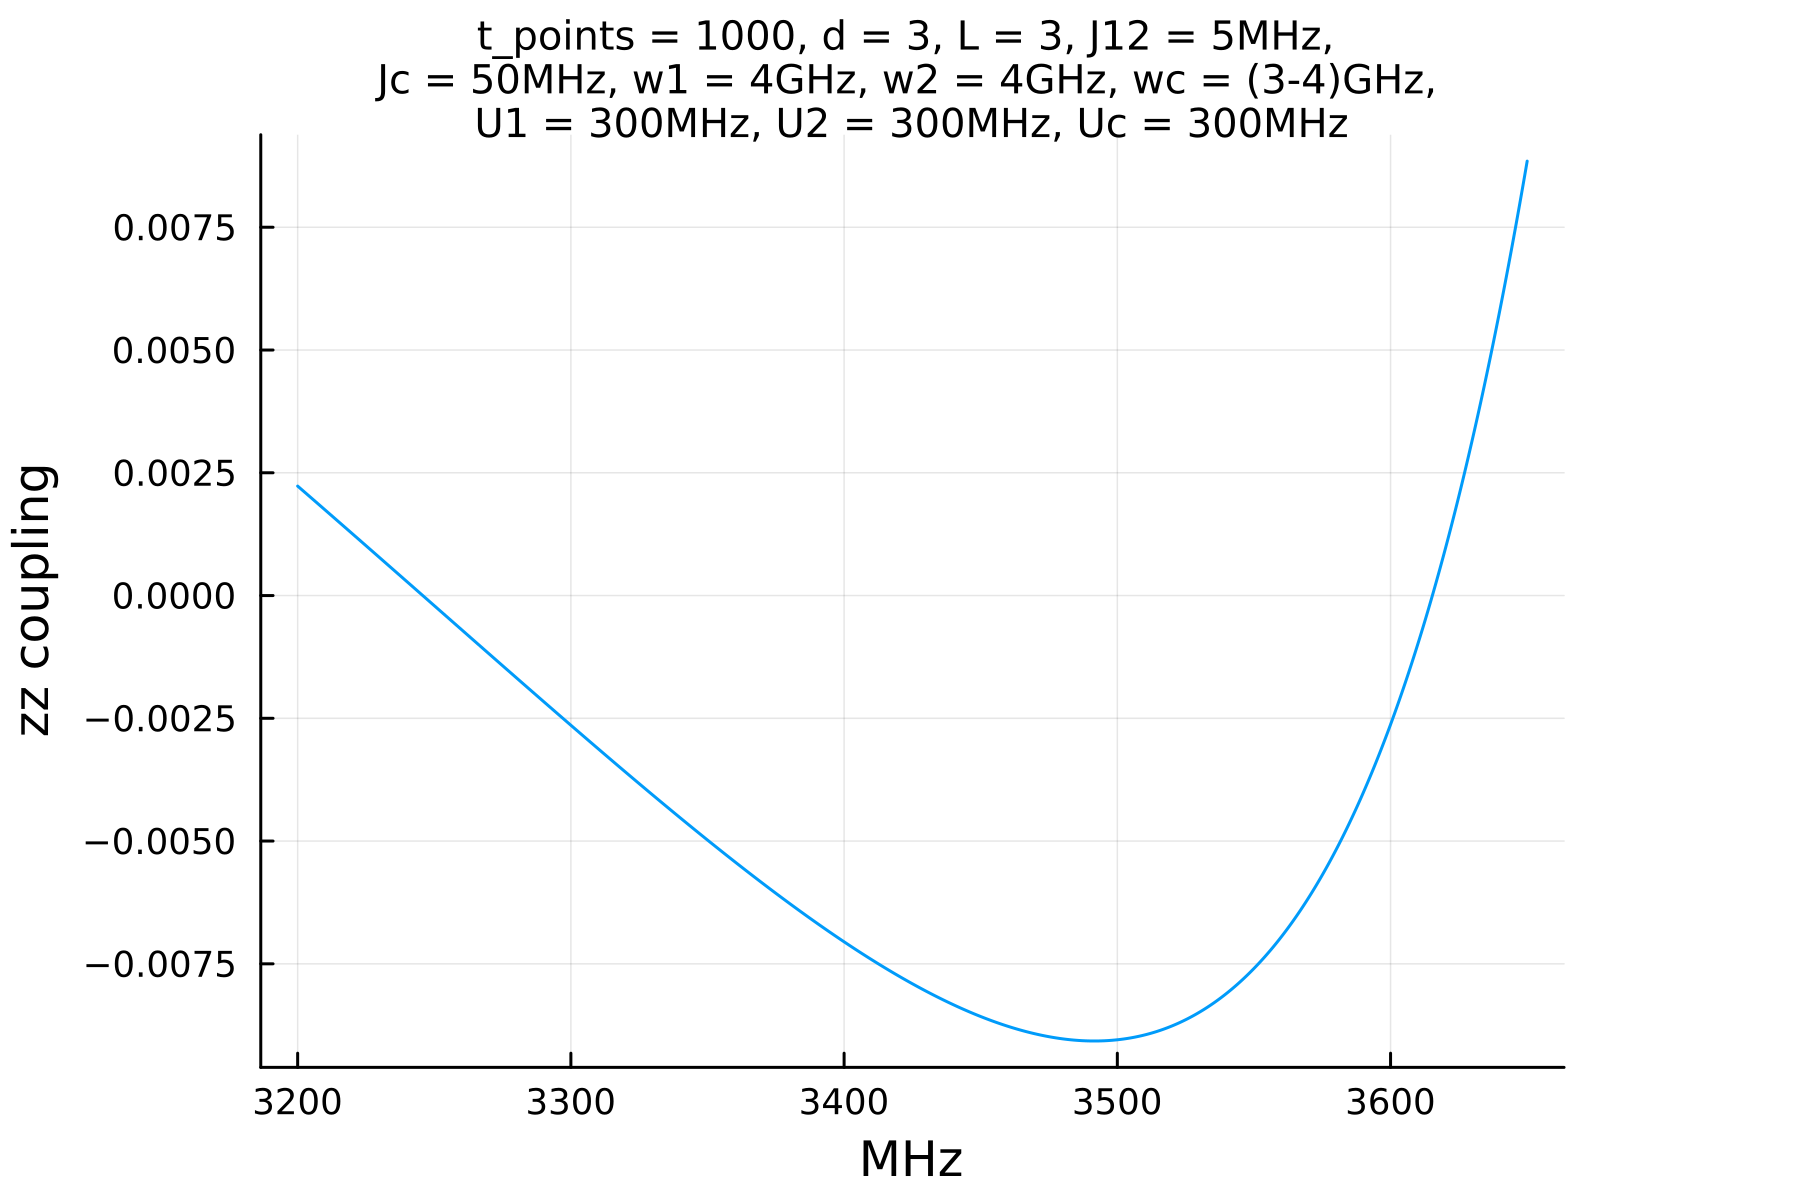 t_points = 1000, d = 3, L = 3, J12 = 5MHz,
Jc = 50MHz, w1 = 4GHz, w2 = 4GHz, wc = (3-4)GHz,
U1 = 300MHz, U2 = 300MHz, Uc = 300MHz
0.0075
0.0050
0.0025
0.0000
−0.0025
−0.0050
−0.0075
zz coupling
3200 3300 3400 3500 3600
MHz